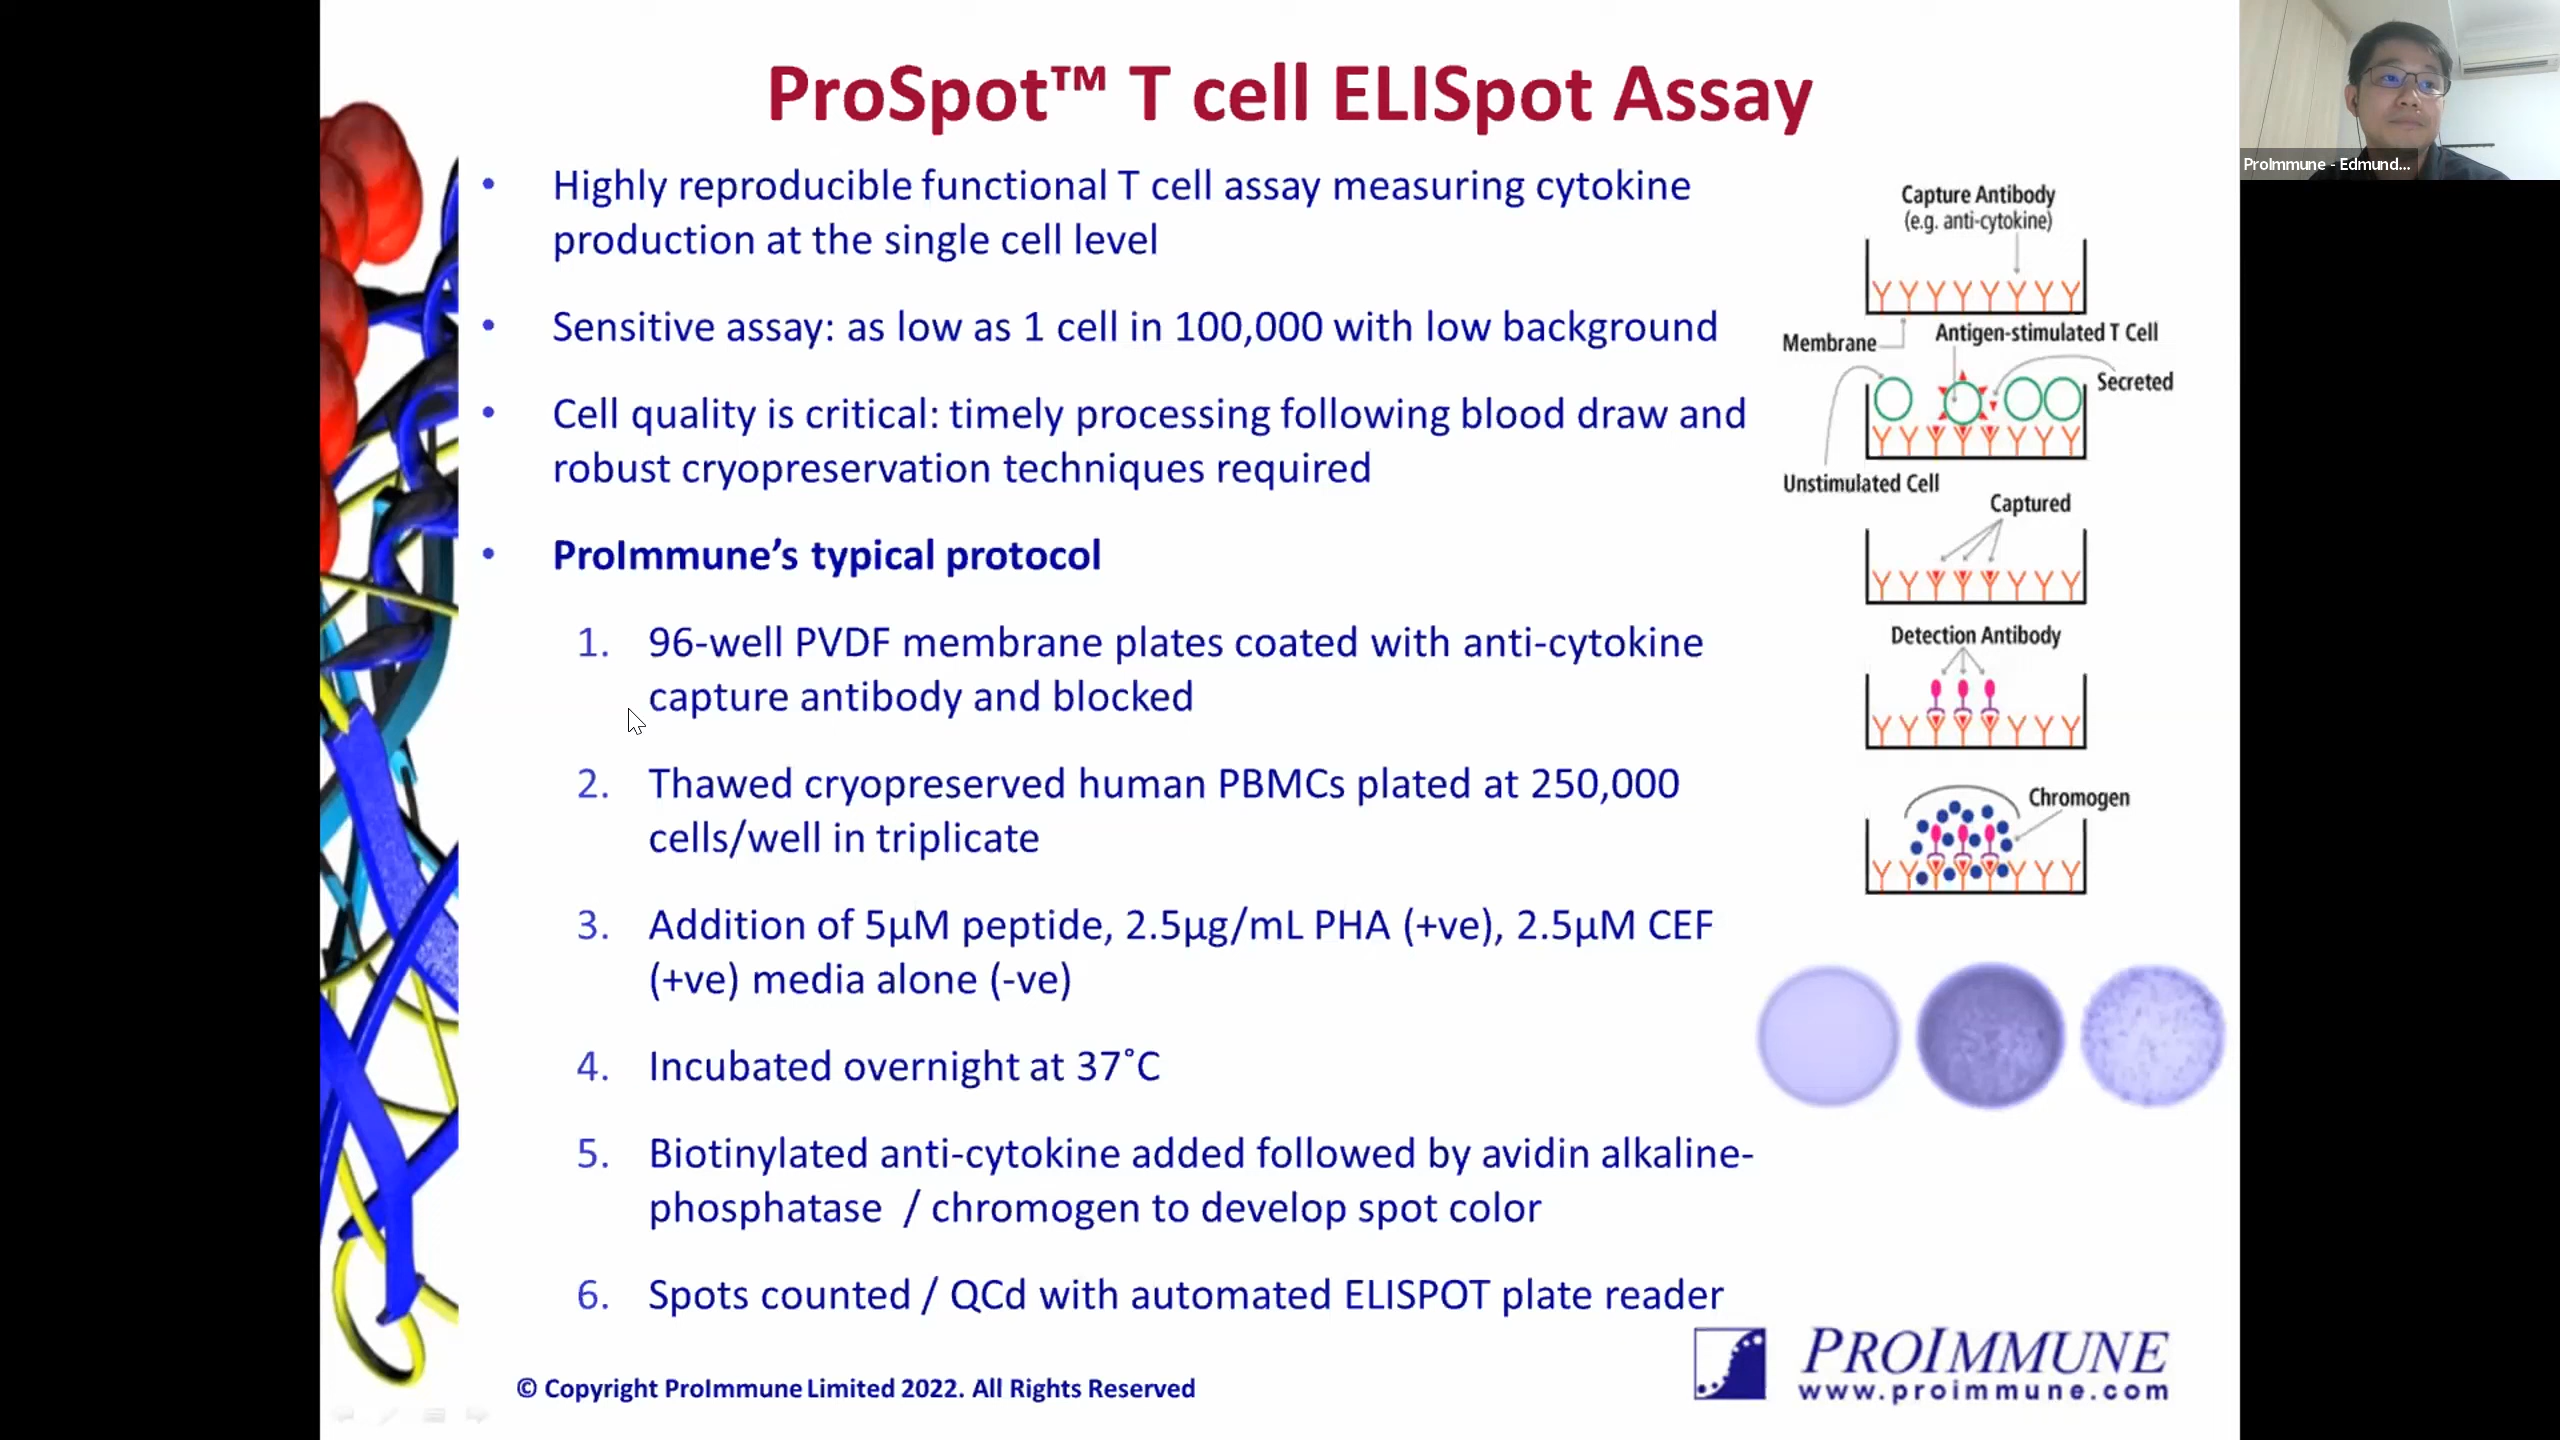 ProSpot™ T cell ELISpot Assay
• Highly reproducible functional T cell assay measuring cytokine
production at the single cell level
• Sensitive assay: as low as 1 cell in 100,000 with low background
• Cell quality is critical: timely processing following blood draw and
robust cryopreservation techniques required
• ProImmune’s typical protocol
1. 96-well PVDF membrane plates coated with anti-cytokine
capture antibody and blocked
2. Thawed cryopreserved human PBMCs plated at 250,000
cells/well in triplicate
3. Addition of 5µM peptide, 2.5µg/mL PHA (+ve), 2.5µM CEF
(+ve) media alone (-ve)
4. Incubated overnight at 37˚C
5. Biotinylated anti-cytokine added followed by avidin alkaline-
phosphatase / chromogen to develop spot color
6. Spots counted / QCd with automated ELISPOT plate reader
Capture Antibody
(e.g. anti-cytokine)
Membrane
Antigen-stimulated T Cell
Secreted
Unstimulated Cell
Captured
Detection Antibody
Chromogen
© Copyright ProImmune Limited 2022. All Rights Reserved
PROIMMUNE
www.proimmune.com
ProImmune - Edmund...